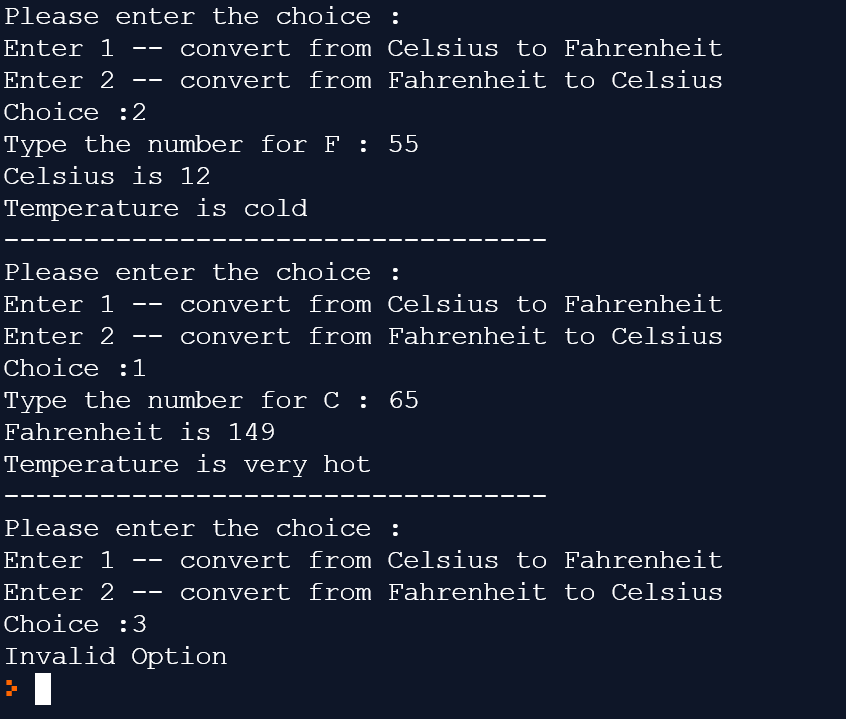 Please enter the choice :
Enter 1 -- convert from Celsius to Fahrenheit
Enter 2 -- convert from Fahrenheit to Celsius
Choice :2
Type the number for F : 55
Celsius is 12
Temperature is cold
----------------------------------
Please enter the choice :
Enter 1 -- convert from Celsius to Fahrenheit
Enter 2 -- convert from Fahrenheit to Celsius
Choice :1
Type the number for C : 65
Fahrenheit is 149
Temperature is very hot
----------------------------------
Please enter the choice :
Enter 1 -- convert from Celsius to Fahrenheit
Enter 2 -- convert from Fahrenheit to Celsius
Choice :3
Invalid Option
>